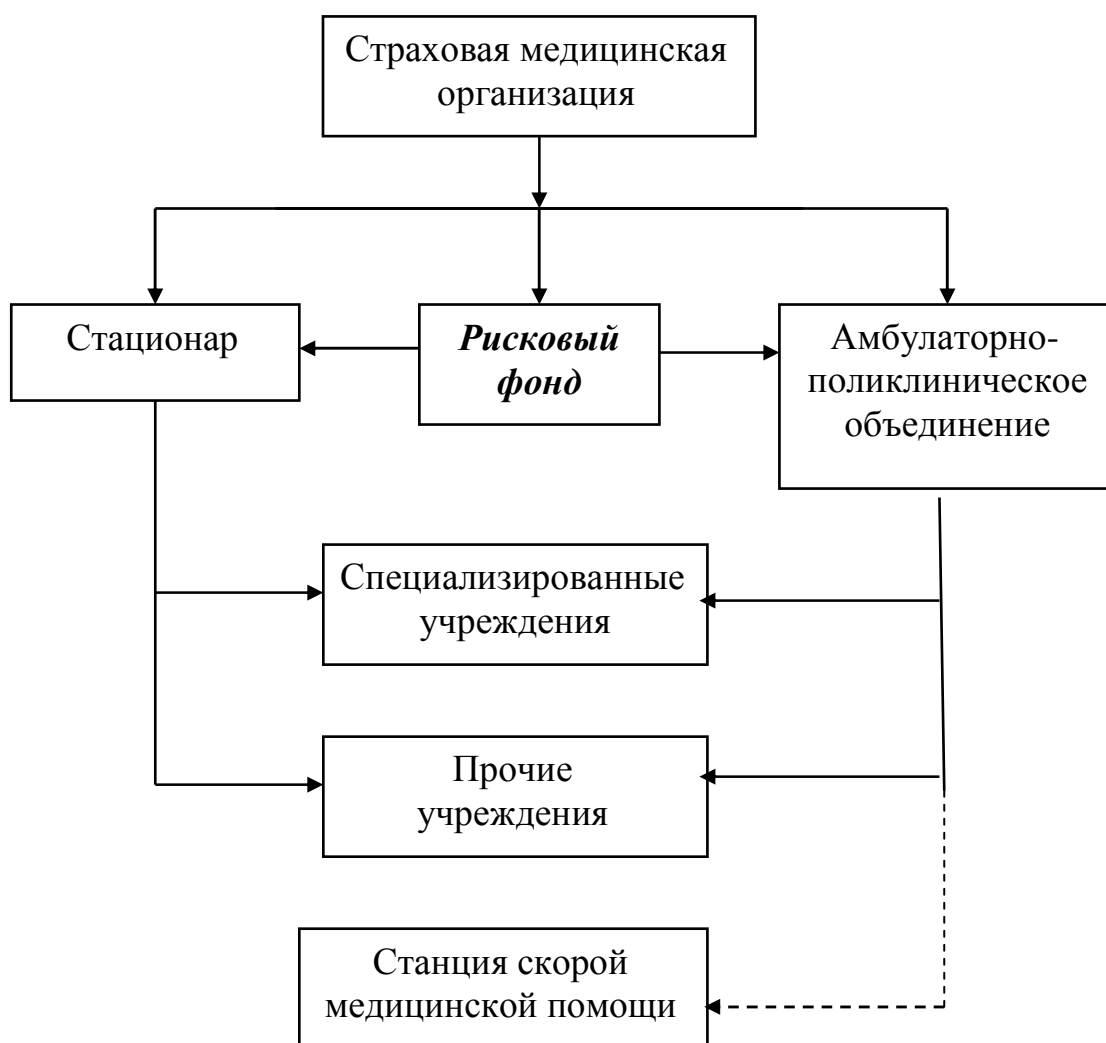 Страховая медицинская
организация
Стационар
Рисковый
фонд
Амбулаторно-
поликлиническое
объединение
Специализированные
учреждения
Прочие
учреждения
Станция скорой
медицинской помощи